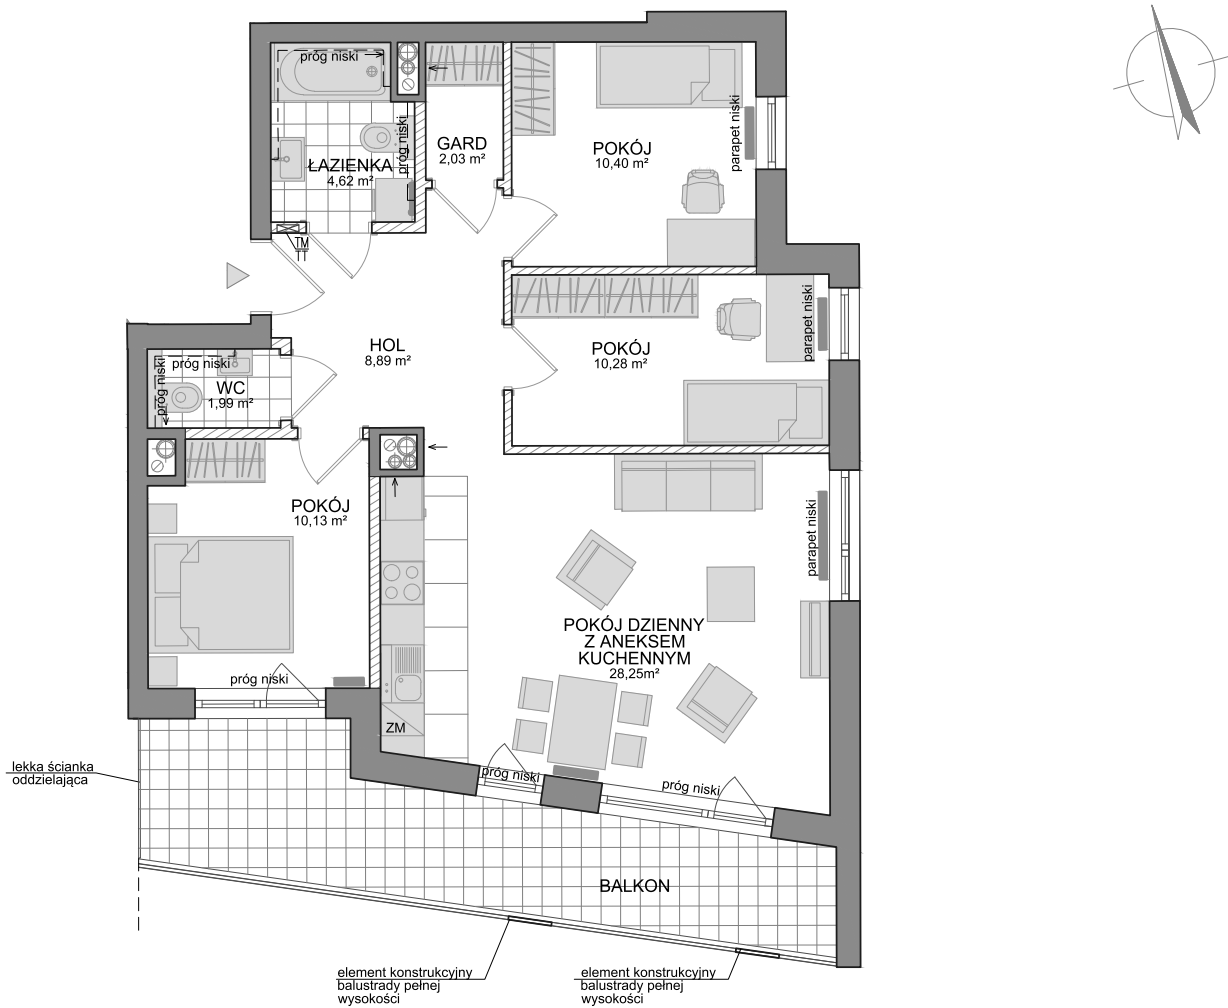 próg niski
GARD
2,03 m²
POKÓJ
10,40 m²
parapet niski
próg niski
ŁAZIENKA
4,62 m²
TM
TT
HOL
8,89 m²
POKÓJ
10,28 m²
parapet niski
próg niski
próg niski
WC
1,99 m²
POKÓJ
10,13 m²
parapet niski
POKÓJ DZIENNY
Z ANEKSEM
KUCHENNYM
28,25m²
próg niski
ZM
próg niski
próg niski
lekka ścianka
oddzielająca
BALKON
element konstrukcyjny
balustrady pełnej
wysokości
element konstrukcyjny
balustrady pełnej
wysokości